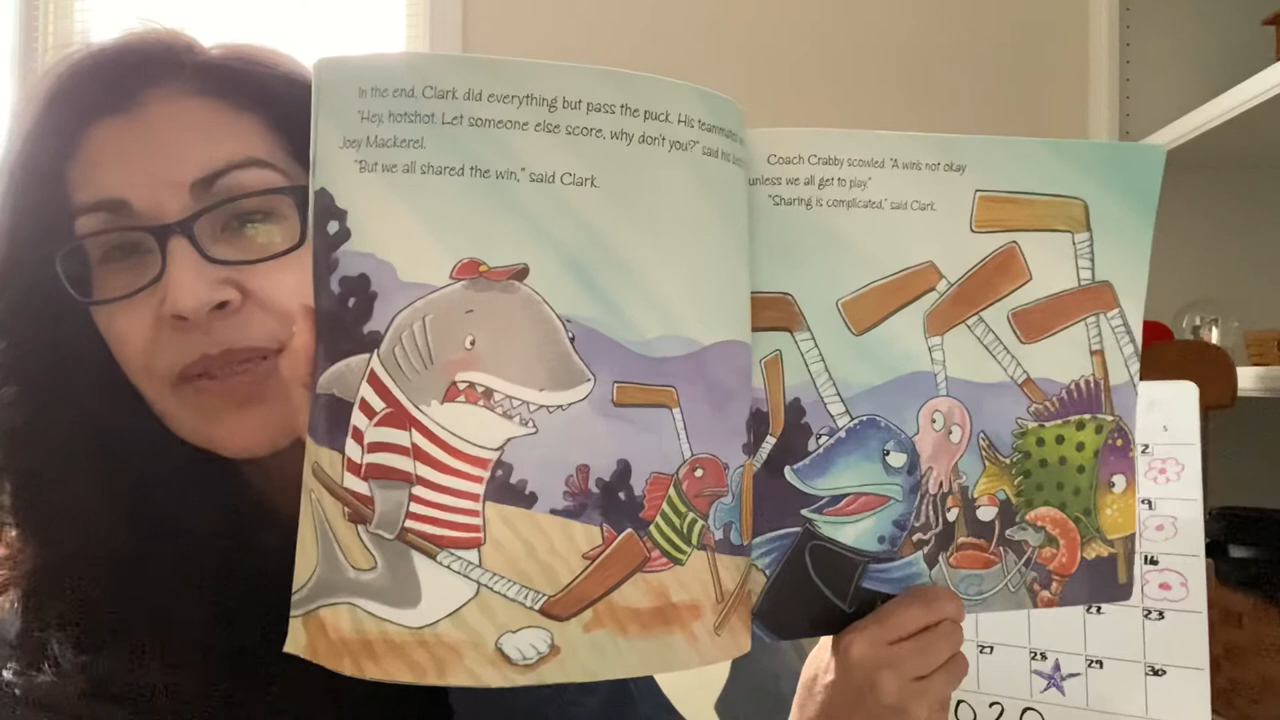 In the end, Clark did everything but pass the puck. His teammates
"Hey, hotshot. Let someone else score, why don't you?" said his
Joey Mackerel.
"But we all shared the win," said Clark.
Coach Crabby scowled. "A win's not okay
unless we all get to play."
"Sharing is complicated," said Clark.
S
2
9
16
22 23
27 28 29 30
2020